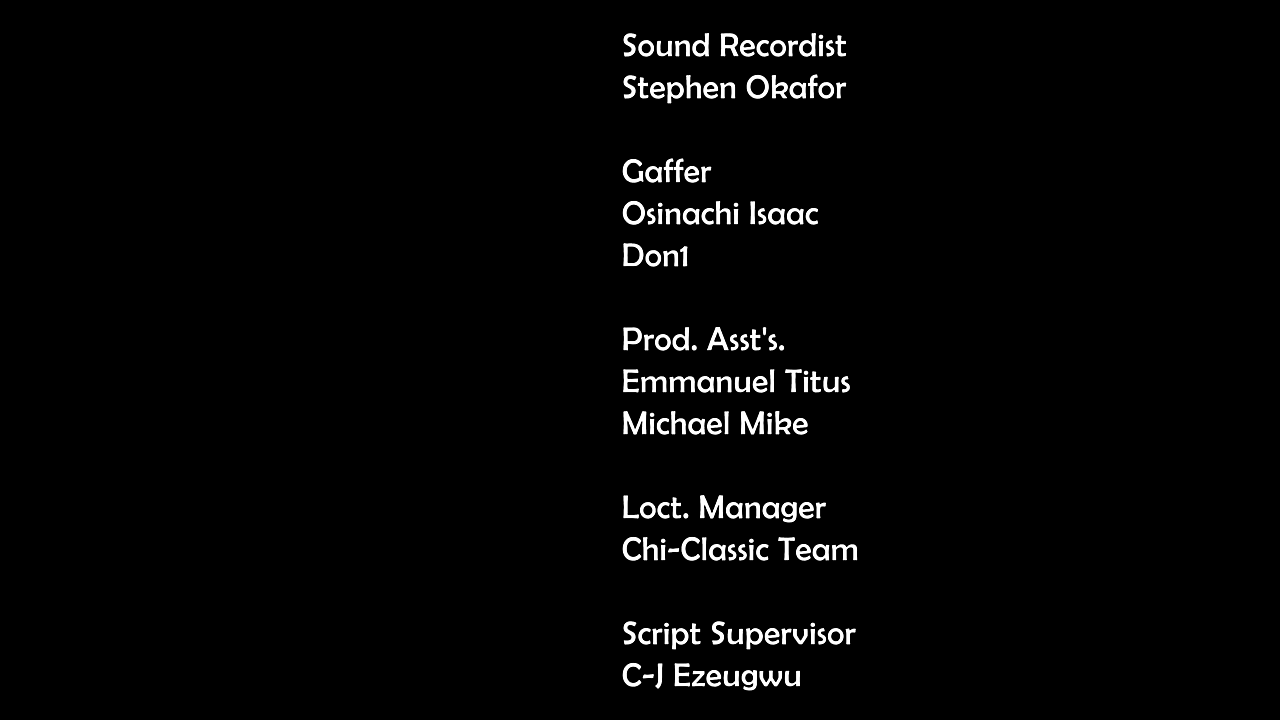 Sound Recordist
Stephen Okafor
Gaffer
Osinachi Isaac
Don1
Prod. Asst's.
Emmanuel Titus
Michael Mike
Loct. Manager
Chi-Classic Team
Script Supervisor
C-J Ezeugwu